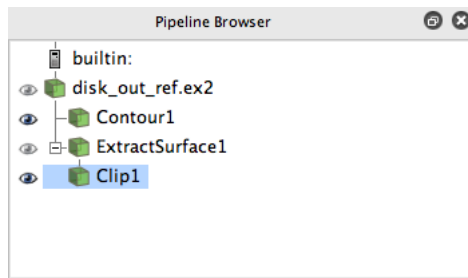 Pipeline Browser
builtin:
disk_out_ref.ex2
Contour1
ExtractSurface1
Clip1